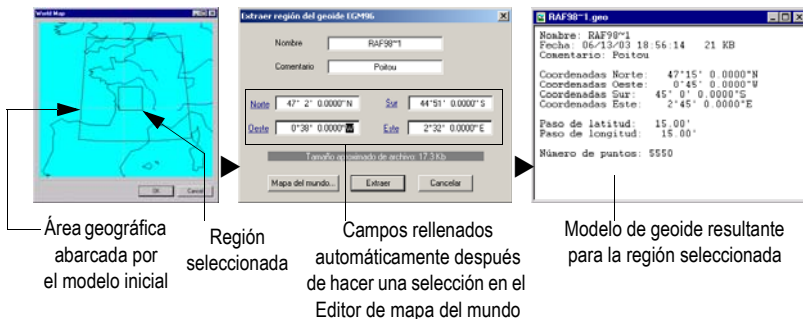 World Map
OK
Cancel
Extraer región del geoide EGM96
Nombre
RAF98~1
Comentario
Poitou
Norte
47° 2' 0.0000"N
Sur
44°51' 0.0000"S
Oeste
0°38' 0.0000"W
Este
2°32' 0.0000"E
Tamaño aproximado de archivo: 17.3 Kb
Mapa del mundo...
Extraer
Cancelar
RAF98~1.geo
Nombre: RAF98~1
Fecha: 06/13/03 18:56:14 21 KB
Comentario: Poitou
Coordenadas Norte: 47°15' 0.0000"N
Coordenadas Oeste: 0°45' 0.0000"W
Coordenadas Sur: 45° 0' 0.0000"S
Coordenadas Este: 2°45' 0.0000"E
Paso de latitud: 15.00'
Paso de longitud: 15.00'
Número de puntos: 5550
Área geográfica
abarcada por
el modelo inicial
Región
seleccionada
Campos rellenados
automáticamente después
de hacer una selección en el
Editor de mapa del mundo
Modelo de geoide resultante
para la región seleccionada